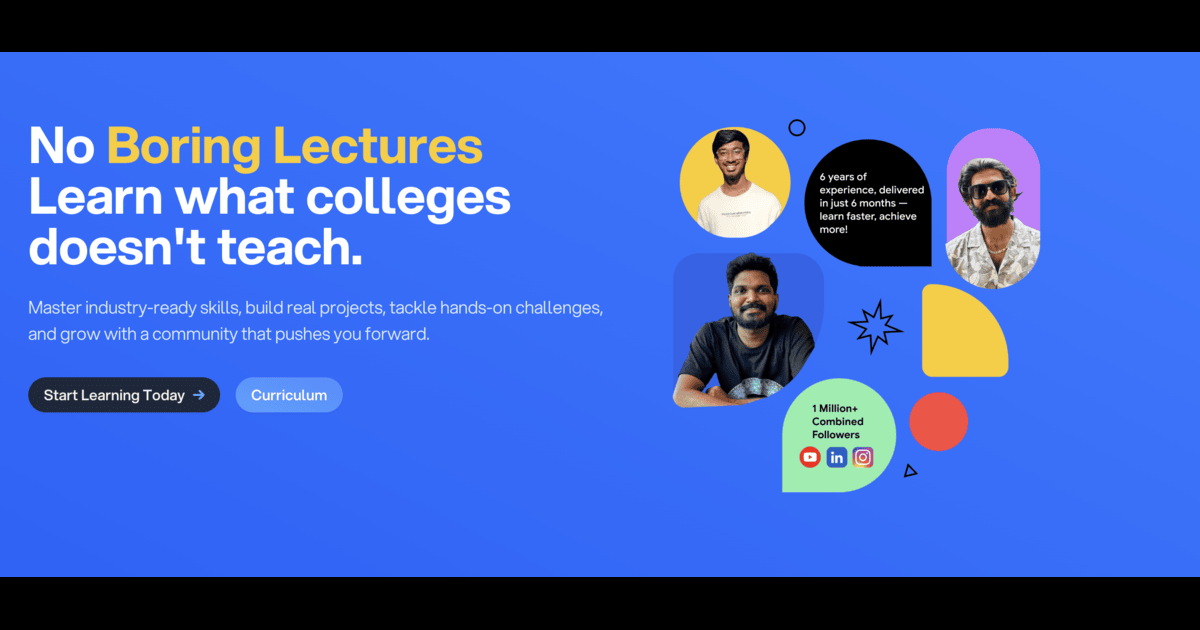 No Boring Lectures
Learn what colleges
doesn't teach.
Master industry-ready skills, build real projects, tackle hands-on challenges,
and grow with a community that pushes you forward.
Start Learning Today →
Curriculum
6 years of
experience, delivered
in just 6 months —
learn faster, achieve
more!
1 Million+
Combined
Followers
in